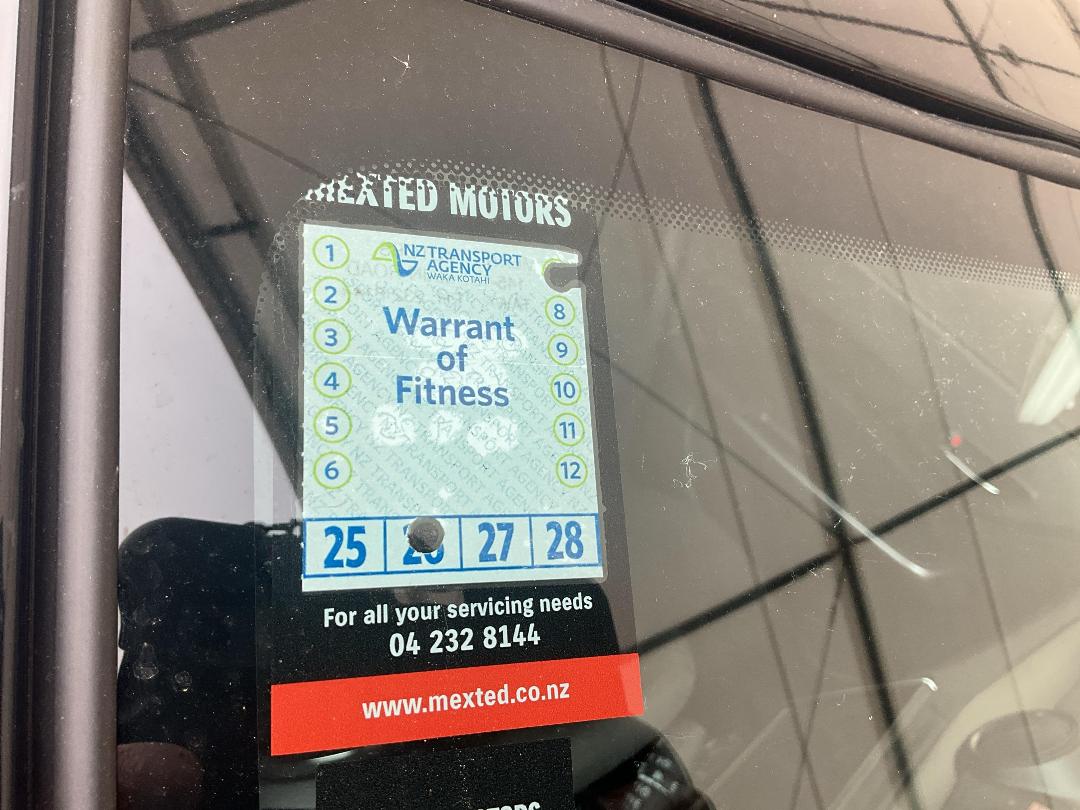 MEXTED MOTORS
NZ TRANSPORT
AGENCY
WAKA KOTAHI
1
2
3
4
5
6
8
9
10
11
12
Warrant
of
Fitness
25 26 27 28
For all your servicing needs
04 232 8144
www.mexted.co.nz